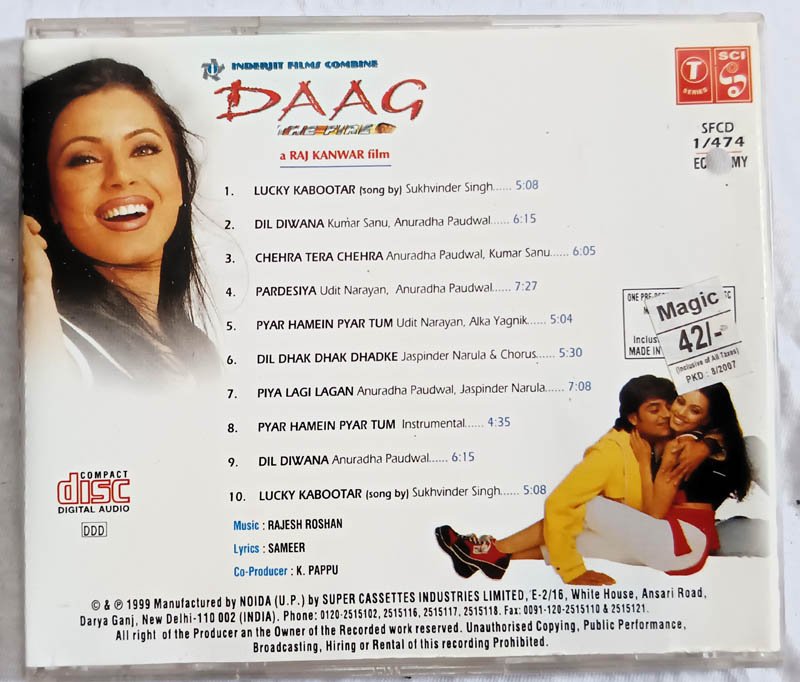 INDERJIT FILMS COMBINE
DAAG
THE FIRE
a RAJ KANWAR film
T
SERIES
SCI
SFCD
1/474
1. LUCKY KABOOTAR (song by) Sukhvinder Singh...... 5:08
2. DIL DIWANA Kumar Sanu, Anuradha Paudwal...... 6:15
3. CHEHRA TERA CHEHRA Anuradha Paudwal, Kumar Sanu...... 6:05
4. PARDESIYA Udit Narayan, Anuradha Paudwal...... 7:27
5. PYAR HAMEIN PYAR TUM Udit Narayan, Alka Yagnik...... 5:04
6. DIL DHAK DHAK DHADKE Jaspinder Narula & Chorus...... 5:30
7. PIYA LAGI LAGAN Anuradha Paudwal, Jaspinder Narula...... 7:08
8. PYAR HAMEIN PYAR TUM Instrumental...... 4:35
9. DIL DIWANA Anuradha Paudwal...... 6:15
10. LUCKY KABOOTAR (song by) Sukhvinder Singh...... 5:08
ONE
MADE IN
Magic
42/-
(Inclusive of All Taxes)
PKD.: 8/2007
COMPACT
disc
DIGITAL AUDIO
DDD
Music : RAJESH ROSHAN
Lyrics : SAMEER
Co-Producer : K. PAPPU
© & ℗ 1999 Manufactured by NOIDA (U.P.) by SUPER CASSETTES INDUSTRIES LIMITED, E-2/16, White House, Ansari Road,
Darya Ganj, New Delhi-110 002 (INDIA). Phone: 0120-2515102, 2515116, 2515117, 2515118. Fax: 0091-120-2515110 & 2515121.
All right of the Producer an the Owner of the Recorded work reserved. Unauthorised Copying, Public Performance,
Broadcasting, Hiring or Rental of this recording Prohibited.